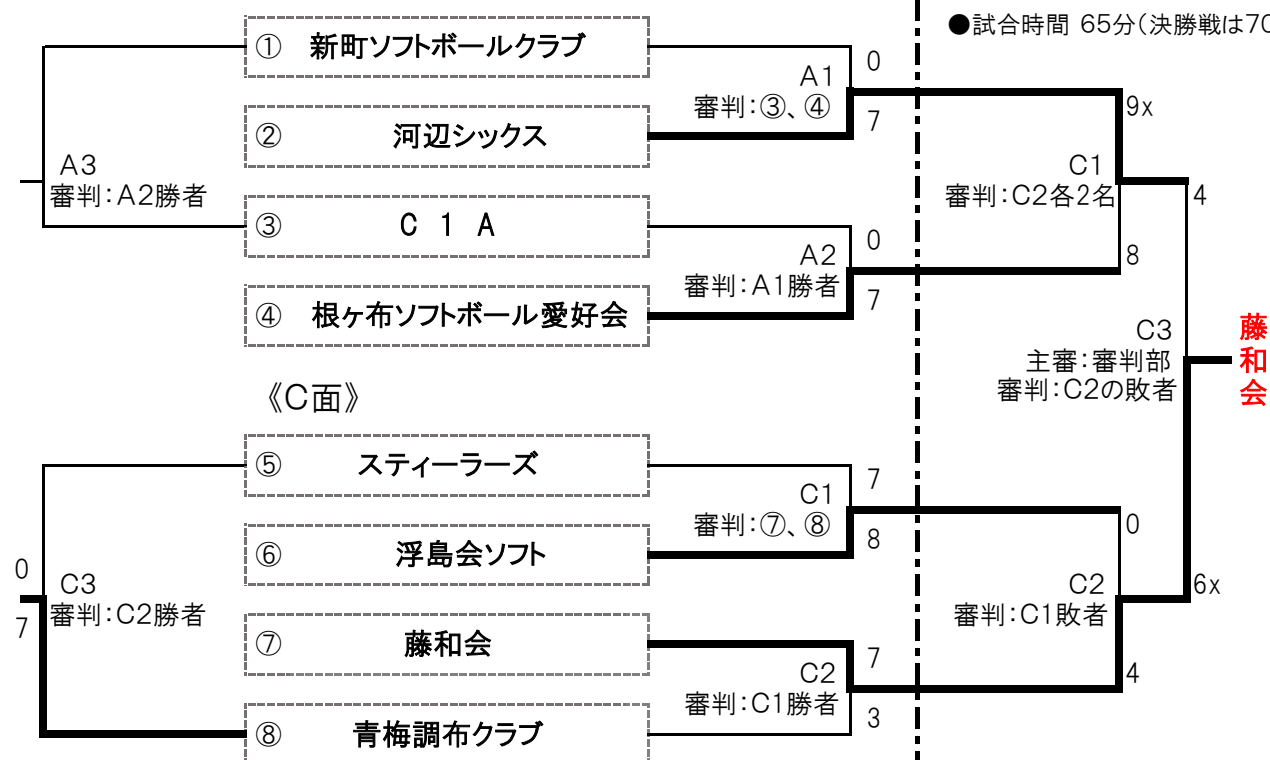 ●試合時間 65分(決勝戦は70
① 新町ソフトボールクラブ
0
A1
審判:③、④
7
9x
② 河辺シックス
A3
審判:A2勝者
C1
審判:C2各2名
4
③ C 1 A
0
A2
審判:A1勝者
7
8
④ 根ヶ布ソフトボール愛好会
C3
主審:審判部
審判:C2の敗者
藤和会
《C面》
⑤ スティーラーズ
7
C1
審判:⑦、⑧
8
0
⑥ 浮島会ソフト
0
C3
審判:C2勝者
7
C2
審判:C1敗者
6x
⑦ 藤和会
7
C2
審判:C1勝者
3
4
⑧ 青梅調布クラブ